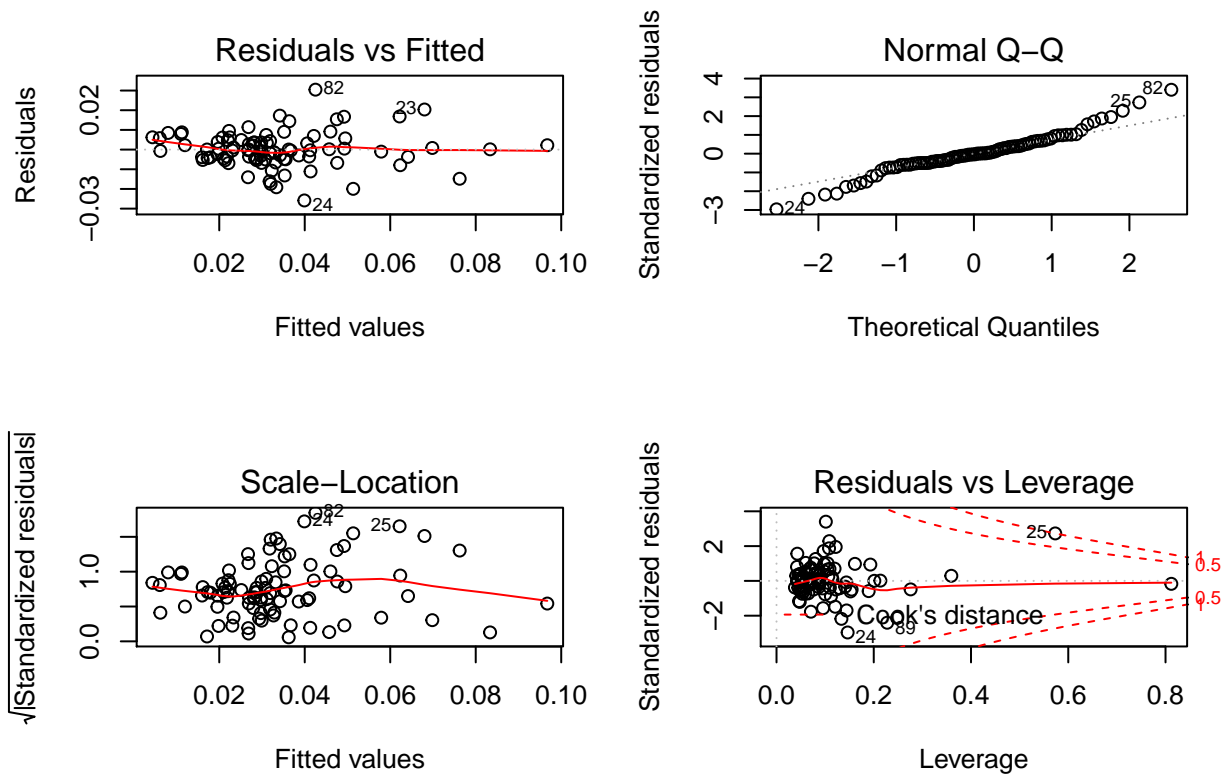 Residuals vs Fitted
Residuals
0.02
−0.03
82
23
24
0.02 0.04 0.06 0.08 0.10
Fitted values
Normal Q−Q
Standardized residuals
4
2
0
−3
82
25
24
−2 −1 0 1 2
Theoretical Quantiles
Scale−Location
√|Standardized residuals|
1.0
0.0
82
24
25
0.02 0.04 0.06 0.08 0.10
Fitted values
Residuals vs Leverage
Standardized residuals
2
0
−2
25
1
0.5
0.5
1
Cook's distance
89
24
0.0 0.2 0.4 0.6 0.8
Leverage